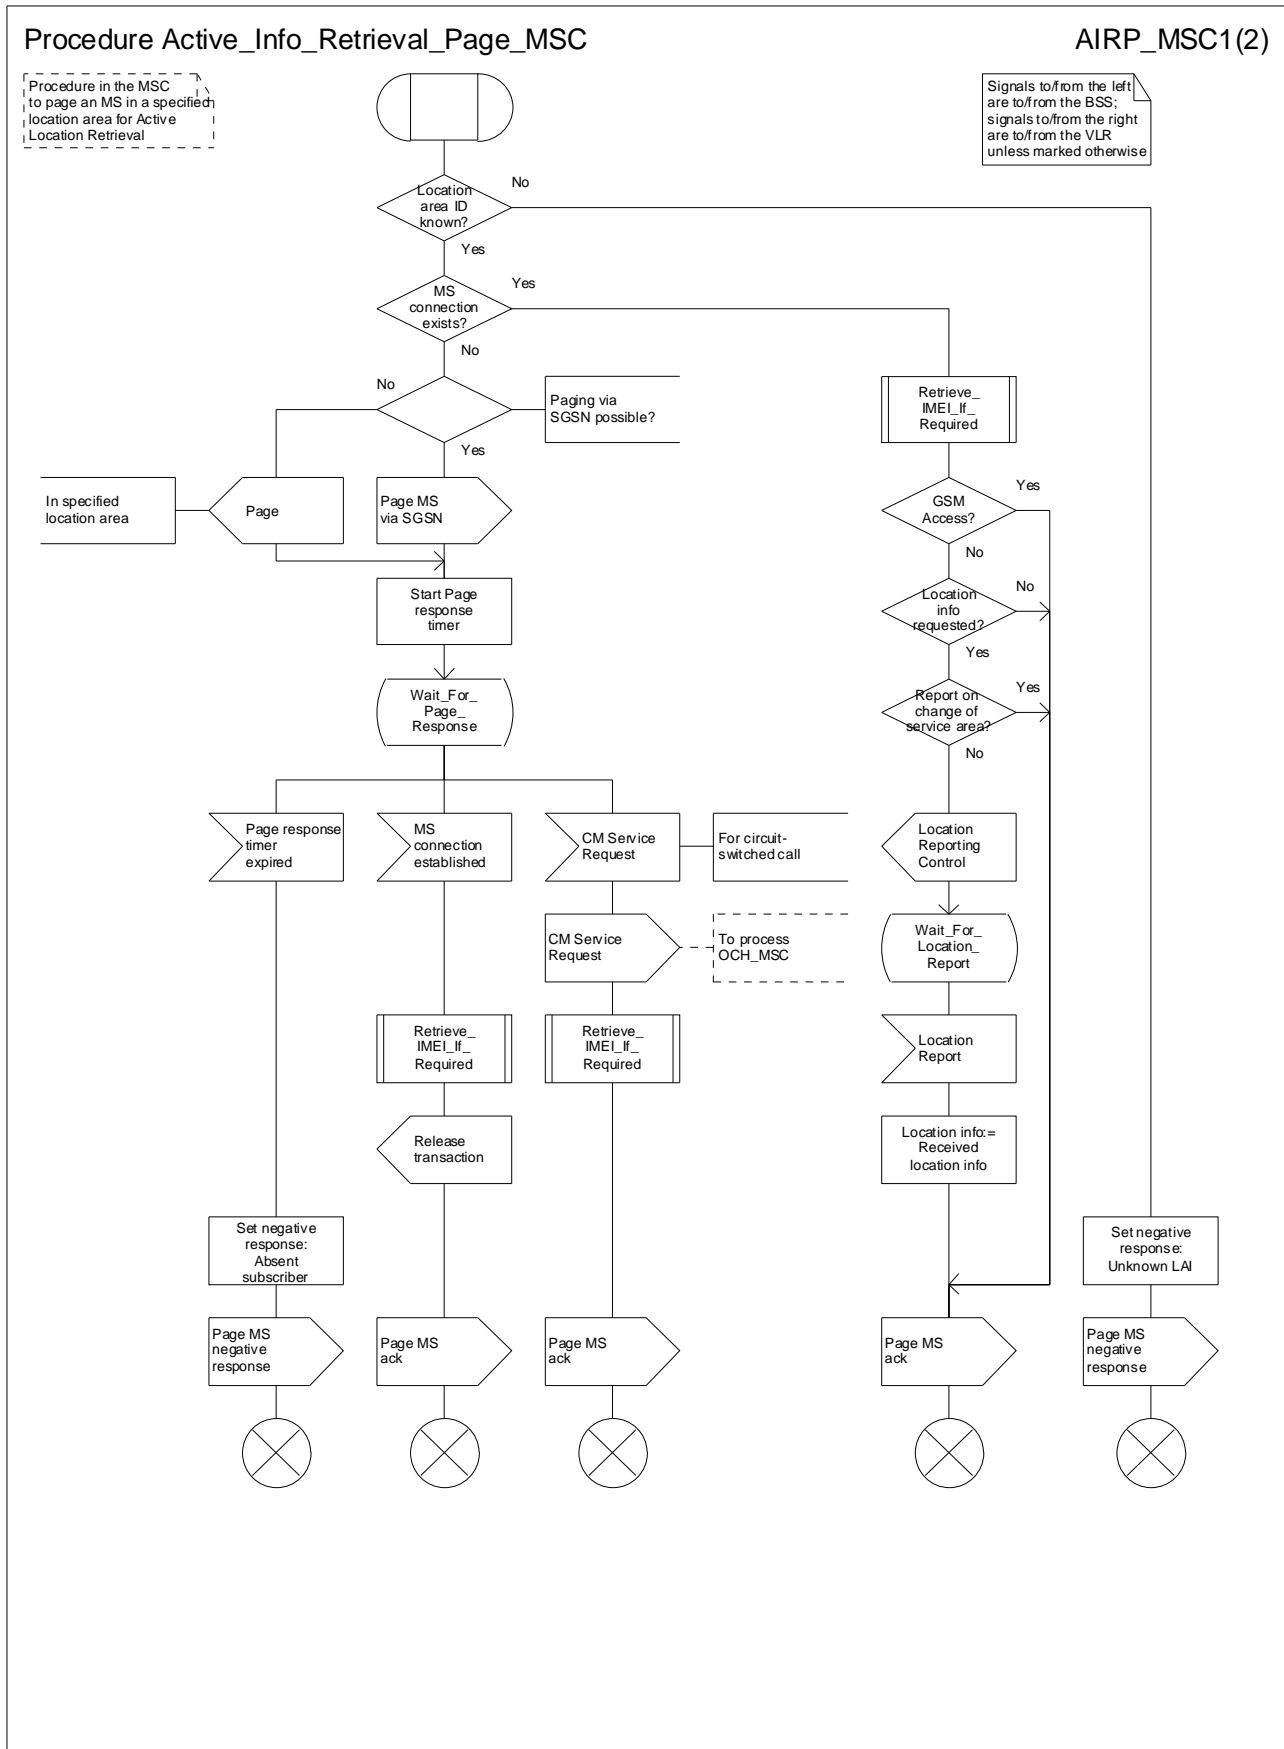 Procedure Active_Info_Retrieval_Page_MSC
AIRP_MSC1(2)
Procedure in the MSC
to page an MS in a specified
location area for Active
Location Retrieval
Signals to/from the left
are to/from the BSS;
signals to/from the right
are to/from the VLR
unless marked otherwise
Location
area ID
known?
No
Yes
MS
connection
exists?
Yes
No
No
Yes
Paging via
SGSN possible?
Retrieve_
IMEI_If_
Required
In specified
location area
Page
Page MS
via SGSN
GSM
Access?
Yes
No
Start Page
response
timer
Location
info
requested?
No
Yes
Wait_For_
Page_
Response
Report on
change of
service area?
Yes
No
Page response
timer
expired
MS
connection
established
CM Service
Request
For circuit-
switched call
Location
Reporting
Control
CM Service
Request
To process
OCH_MSC
Wait_For_
Location_
Report
Retrieve_
IMEI_If_
Required
Retrieve_
IMEI_If_
Required
Location
Report
Release
transaction
Location info:=
Received
location info
Set negative
response:
Absent
subscriber
Set negative
response:
Unknown LAI
Page MS
negative
response
Page MS
ack
Page MS
ack
Page MS
ack
Page MS
negative
response